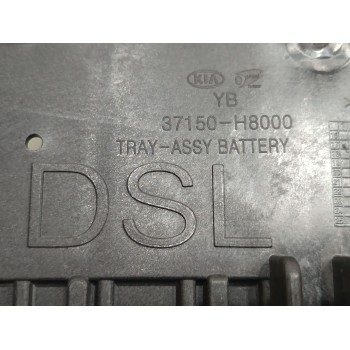 KIA
YB
37150-H8000
TRAY-ASSY BATTERY
DSL